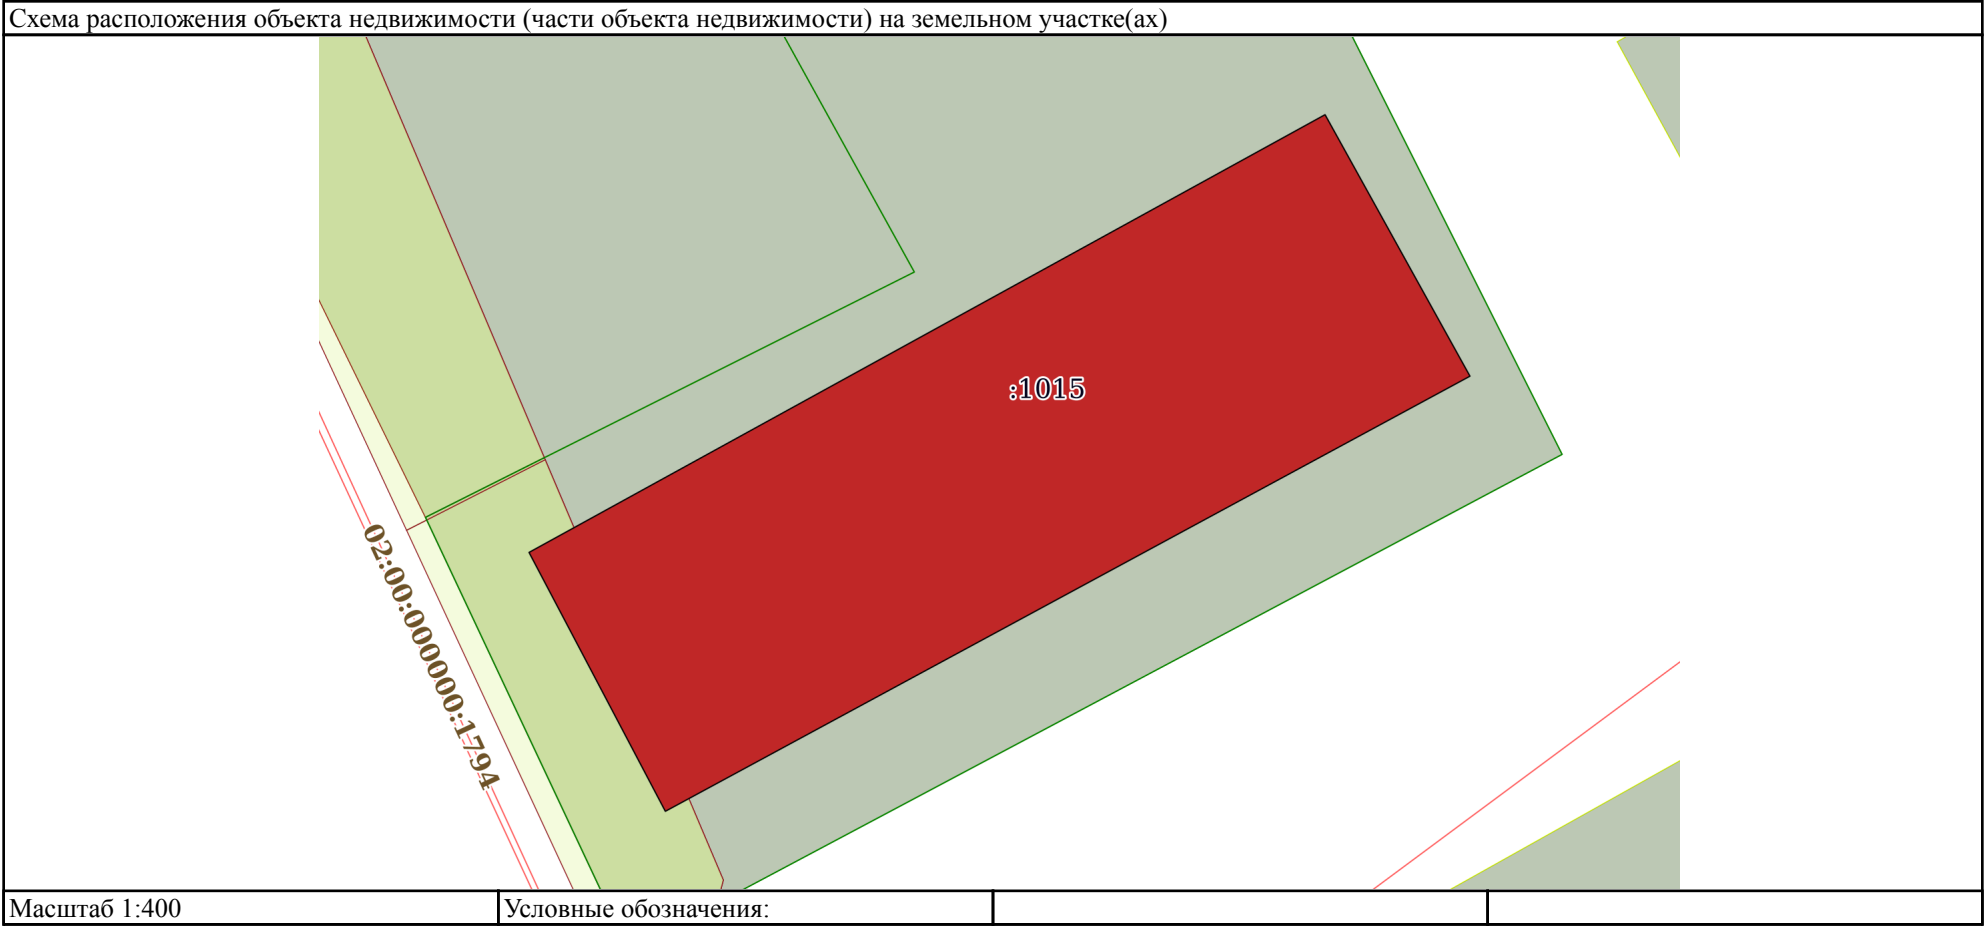 Схема расположения объекта недвижимости (части объекта недвижимости) на земельном участке(ах)
:1015
02:00:000000:1794
Масштаб 1:400
Условные обозначения: